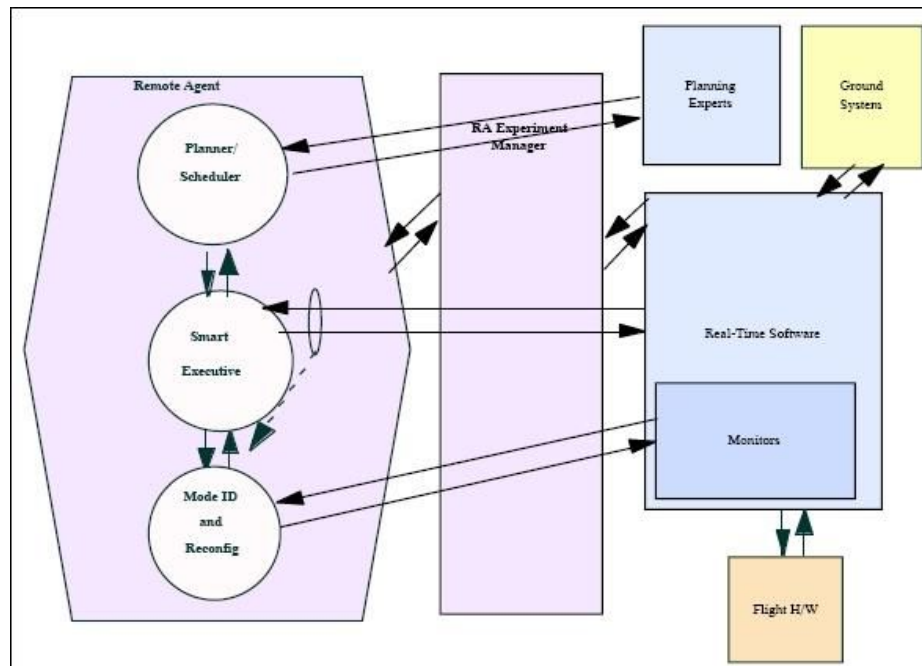 Remote Agent
Planner/
Scheduler
Smart
Executive
Mode ID
and
Reconfig
RA Experiment
Manager
Planning
Experts
Ground
System
Real-Time Software
Monitors
Flight H/W